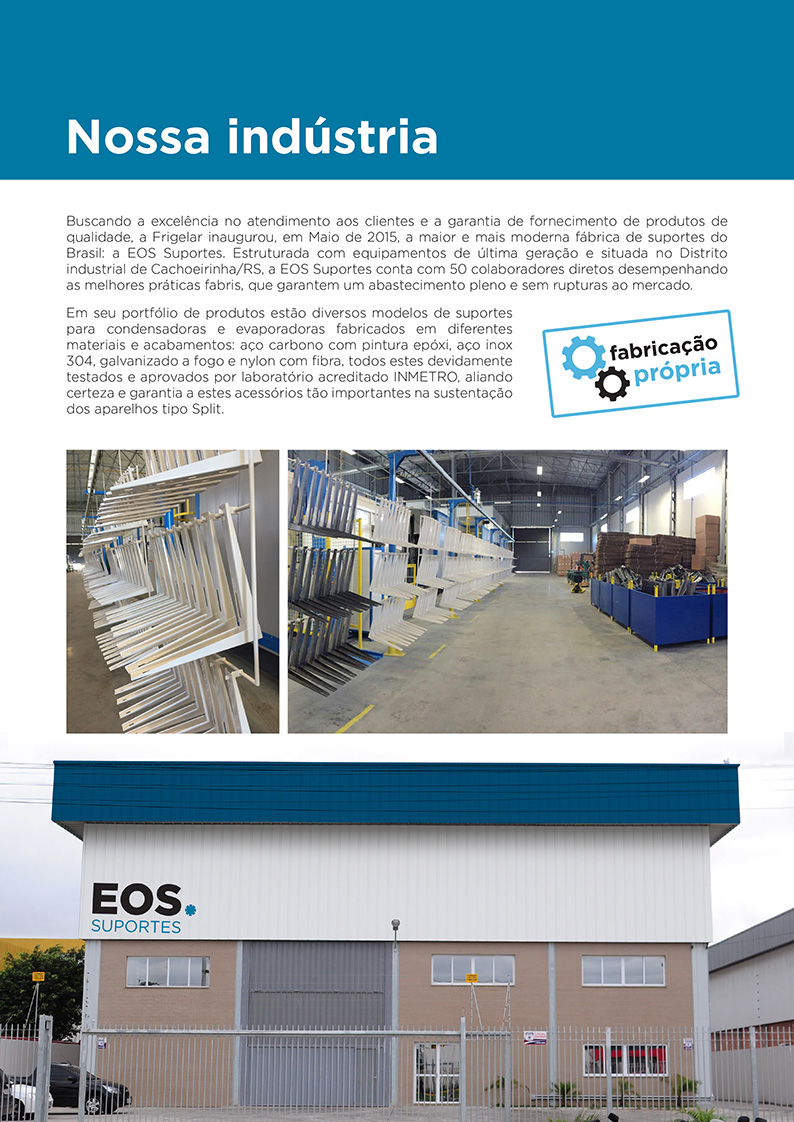 Nossa indústria
Buscando a excelência no atendimento aos clientes e a garantia de fornecimento de produtos de
qualidade, a Frigelar inaugurou, em Maio de 2015, a maior e mais moderna fábrica de suportes do
Brasil: a EOS Suportes. Estruturada com equipamentos de última geração e situada no Distrito
industrial de Cachoeirinha/RS, a EOS Suportes conta com 50 colaboradores diretos desempenhando
as melhores práticas fabris, que garantem um abastecimento pleno e sem rupturas ao mercado.
Em seu portfólio de produtos estão diversos modelos de suportes
para condensadoras e evaporadoras fabricados em diferentes
materiais e acabamentos: aço carbono com pintura epóxi, aço inox
304, galvanizado a fogo e nylon com fibra, todos estes devidamente
testados e aprovados por laboratório acreditado INMETRO, aliando
certeza e garantia a estes acessórios tão importantes na sustentação
dos aparelhos tipo Split.
fabricação
própria
EOS
SUPORTES